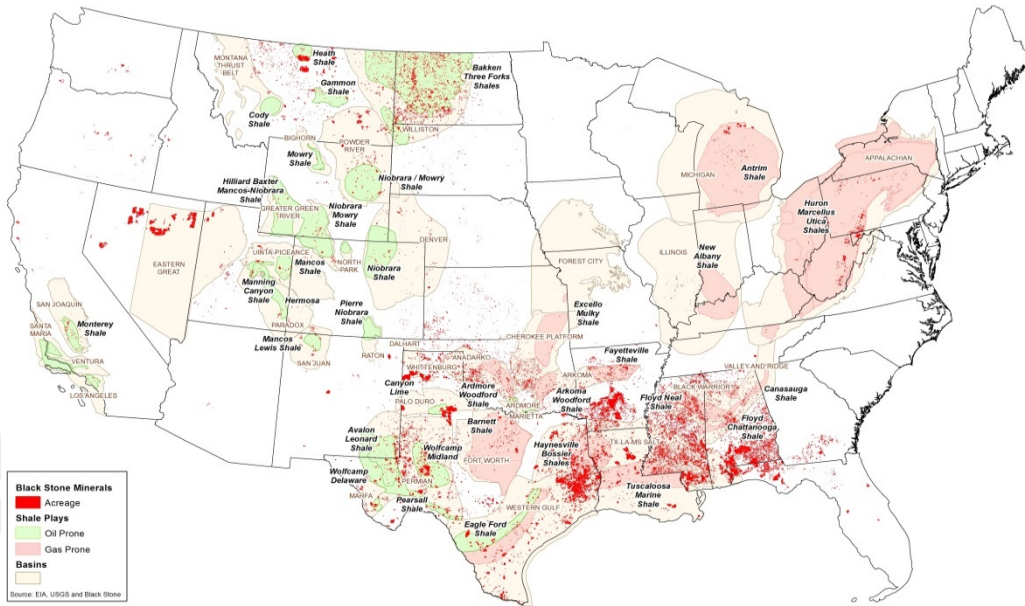 MONTANA
THRUST
BELT
Heath
Shale
Gammon
Shale
Bakken
Three Forks
Shales
Cody
Shale
WILLISTON
BIGHORN
POWDER
RIVER
Mowry
Shale
Niobrara / Mowry
Shale
Hilliard Baxter
Mancos-Niobrara
Shale
GREATER GREEN
RIVER
Niobrara
Mowry
Shale
DENVER
UINTA-PICEANCE
Mancos
Shale
NORTH
PARK
Niobrara
Shale
Manning
Canyon
Shale
Hermosa
Pierre
Niobrara
Shale
PARADOX
Mancos
Lewis Shale
SAN JUAN
RATON
EASTERN
GREAT
SAN JOAQUIN
SANTA
MARIA
Monterey
Shale
VENTURA
LOS ANGELES
MICHIGAN
Antrim
Shale
APPALACHIAN
Huron
Marcellus
Utica
Shales
ILLINOIS
New
Albany
Shale
FOREST CITY
Excello
Mulky
Shale
CHEROKEE PLATFORM
DALHART
WHITTENBURG
ANADARKO
Canyon
Lime
PALO DURO
Ardmore
Woodford
Shale
ARDMORE
MARIETTA
ARKOMA
Arkoma
Woodford
Shale
Fayetteville
Shale
Floyd Neal
Shale
BLACK WARRIOR
VALLEY AND RIDGE
Canasauga
Shale
Floyd
Chattanooga
Shale
Barnett
Shale
FORT WORTH
Haynesville
Bossier
Shales
TX-LA-MS SALT
Tuscaloosa
Marine
Shale
Avalon
Leonard
Shale
Wolfcamp
Midland
Wolfcamp
Delaware
PERMIAN
MARFA
Pearsall
Shale
WESTERN GULF
Eagle Ford
Shale
Black Stone Minerals
Acreage
Shale Plays
Oil Prone
Gas Prone
Basins
Source: EIA, USGS and Black Stone